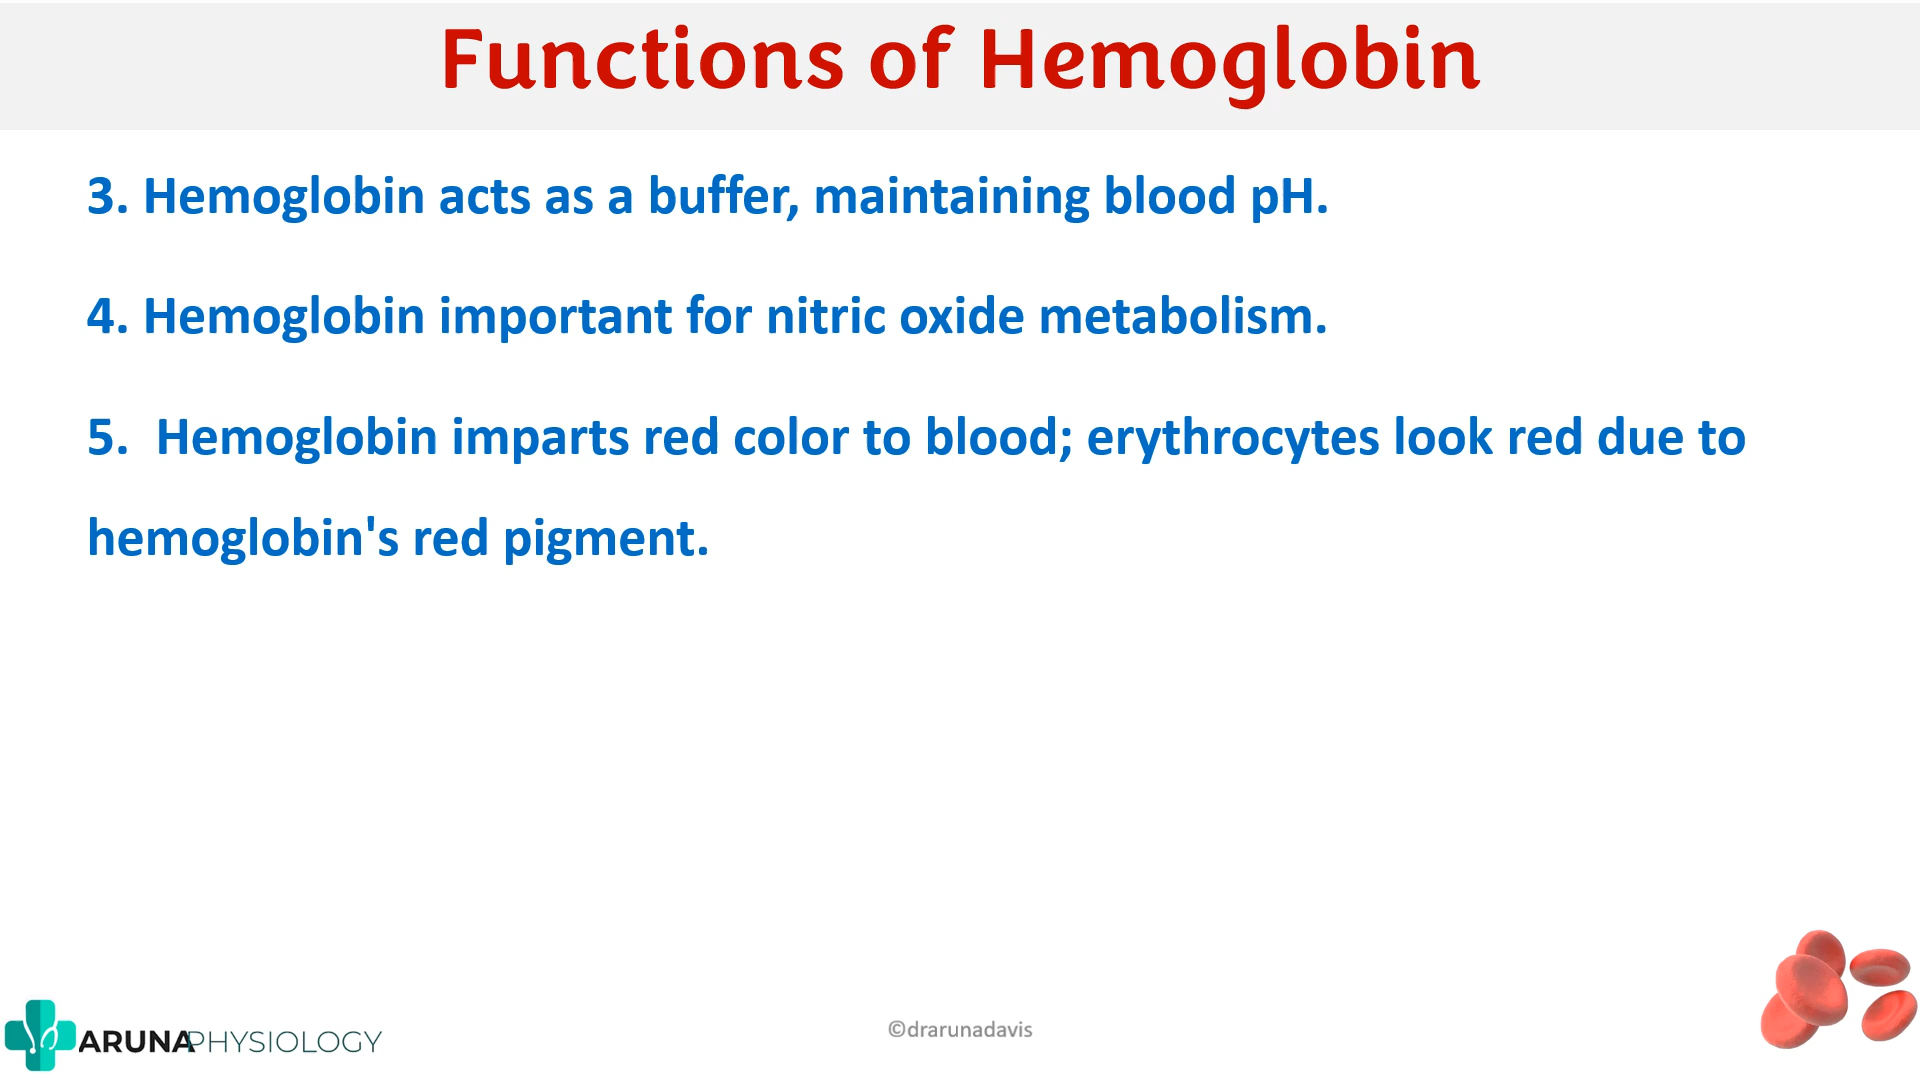 Functions of Hemoglobin
3. Hemoglobin acts as a buffer, maintaining blood pH.
4. Hemoglobin important for nitric oxide metabolism.
5.  Hemoglobin imparts red color to blood; erythrocytes look red due to
hemoglobin's red pigment.
ARUNAPHYSIOLOGY
©drarunadavis